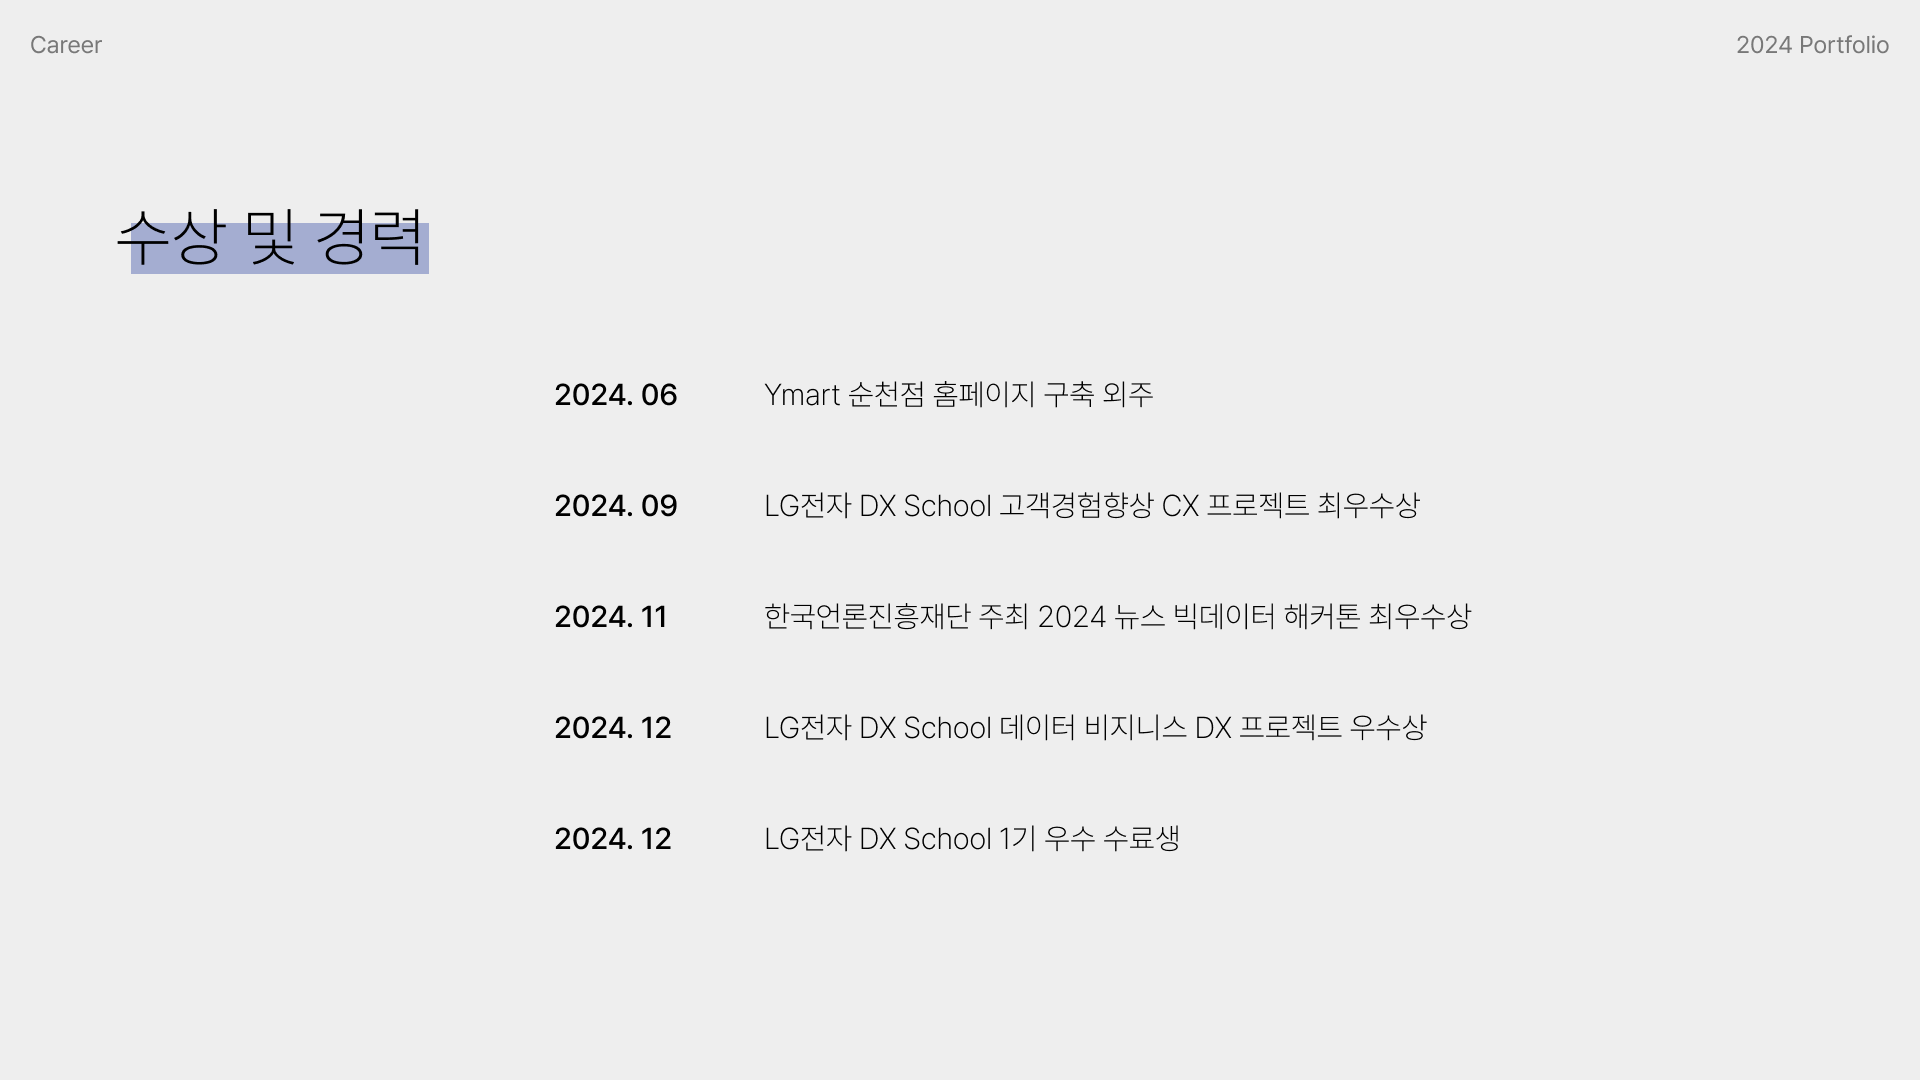 Career
2024 Portfolio
수상 및 경력
2024. 06 Ymart 순천점 홈페이지 구축 외주
2024. 09 LG전자 DX School 고객경험향상 CX 프로젝트 최우수상
2024. 11 한국언론진흥재단 주최 2024 뉴스 빅데이터 해커톤 최우수상
2024. 12 LG전자 DX School 데이터 비지니스 DX 프로젝트 우수상
2024. 12 LG전자 DX School 1기 우수 수료생